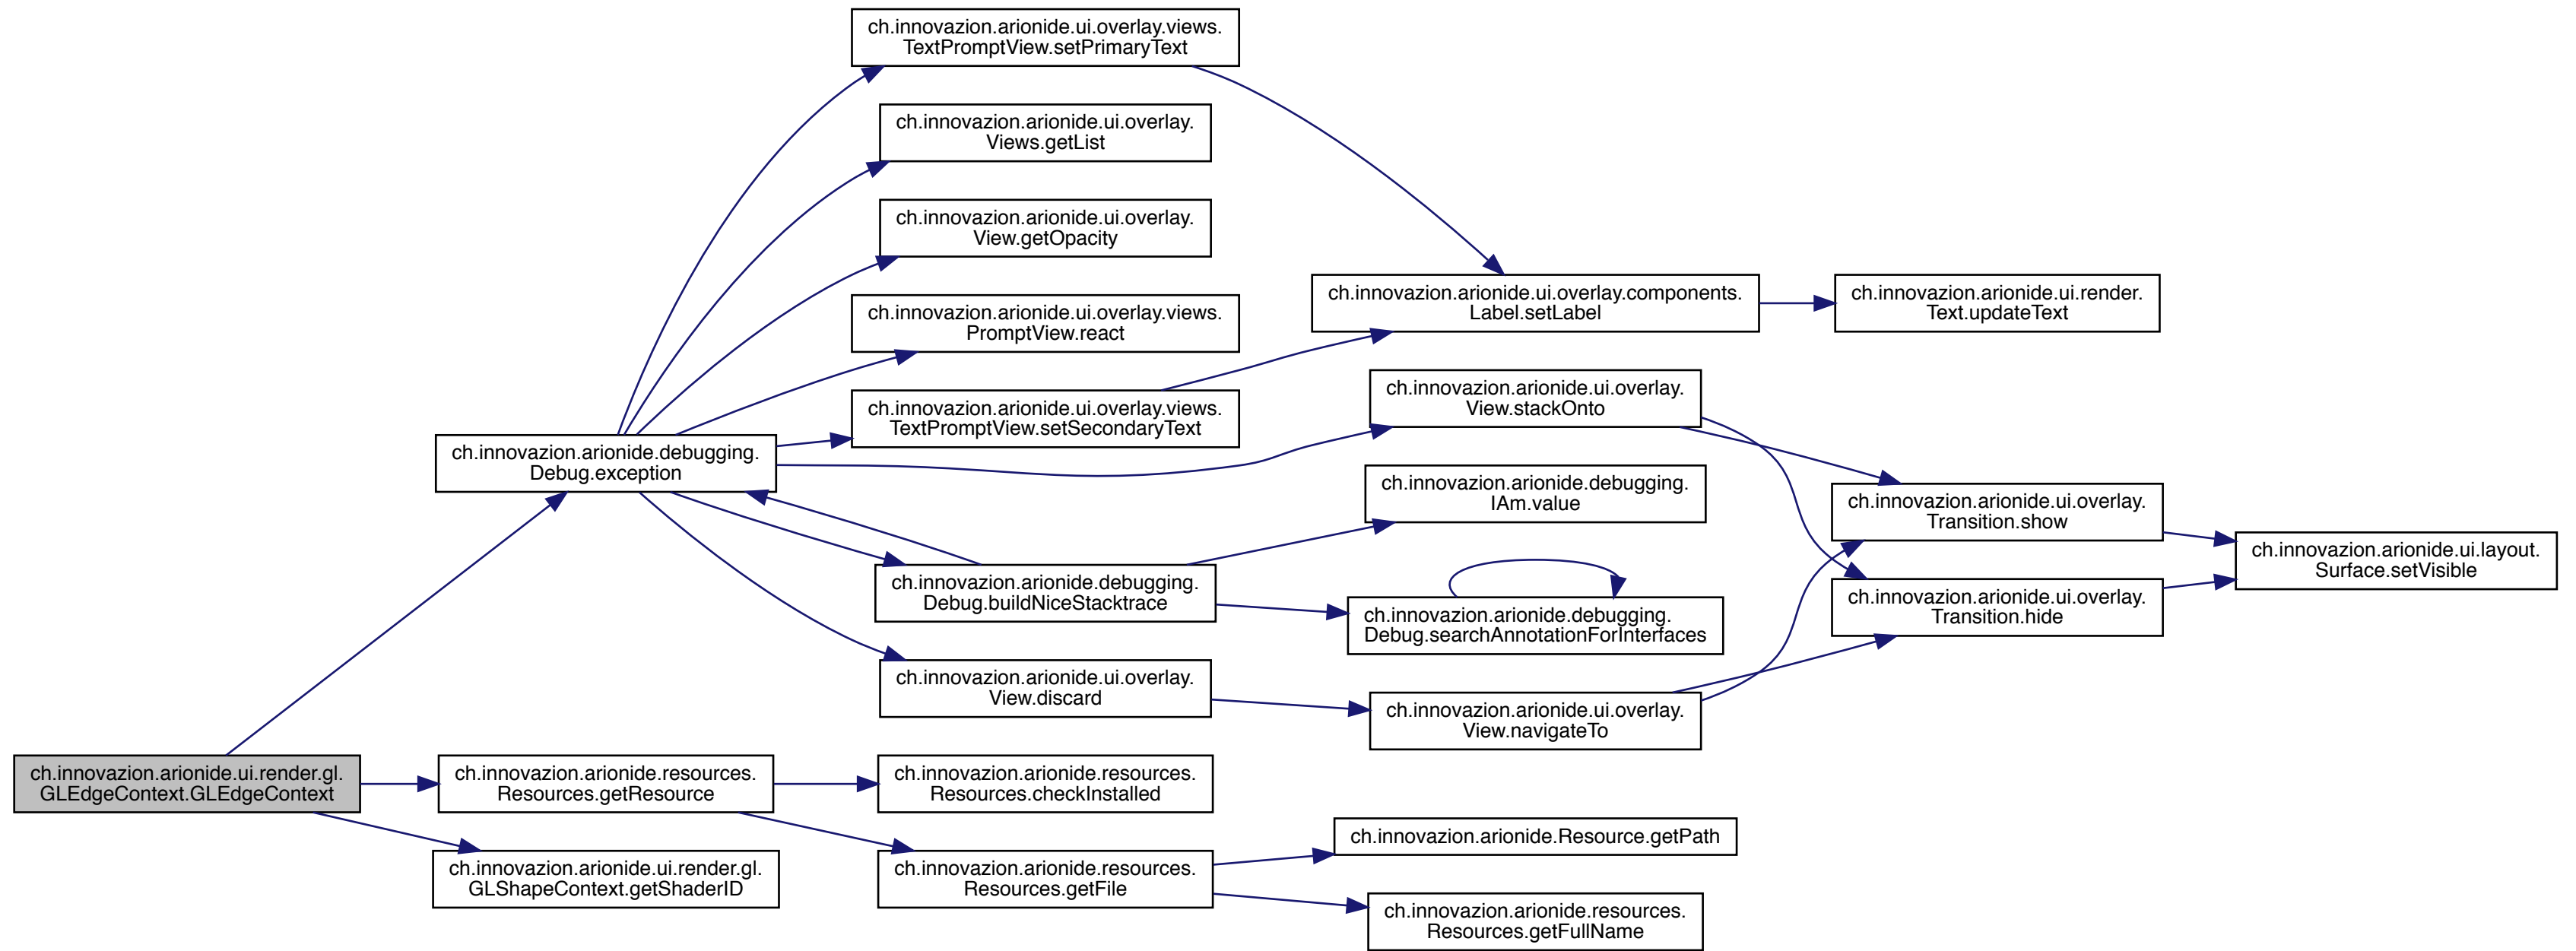 ch.innovazion.arionide.ui.overlay.views.
TextPromptView.setPrimaryText
ch.innovazion.arionide.ui.overlay.
Views.getList
ch.innovazion.arionide.ui.overlay.
View.getOpacity
ch.innovazion.arionide.ui.overlay.views.
PromptView.react
ch.innovazion.arionide.ui.overlay.components.
Label.setLabel
ch.innovazion.arionide.ui.render.
Text.updateText
ch.innovazion.arionide.ui.overlay.views.
TextPromptView.setSecondaryText
ch.innovazion.arionide.ui.overlay.
View.stackOnto
ch.innovazion.arionide.debugging.
Debug.exception
ch.innovazion.arionide.debugging.
IAm.value
ch.innovazion.arionide.ui.overlay.
Transition.show
ch.innovazion.arionide.ui.layout.
Surface.setVisible
ch.innovazion.arionide.debugging.
Debug.buildNiceStacktrace
ch.innovazion.arionide.debugging.
Debug.searchAnnotationForInterfaces
ch.innovazion.arionide.ui.overlay.
Transition.hide
ch.innovazion.arionide.ui.overlay.
View.discard
ch.innovazion.arionide.ui.overlay.
View.navigateTo
ch.innovazion.arionide.ui.render.gl.
GLEdgeContext.GLEdgeContext
ch.innovazion.arionide.resources.
Resources.getResource
ch.innovazion.arionide.resources.
Resources.checkInstalled
ch.innovazion.arionide.Resource.getPath
ch.innovazion.arionide.ui.render.gl.
GLShapeContext.getShaderID
ch.innovazion.arionide.resources.
Resources.getFile
ch.innovazion.arionide.resources.
Resources.getFullName